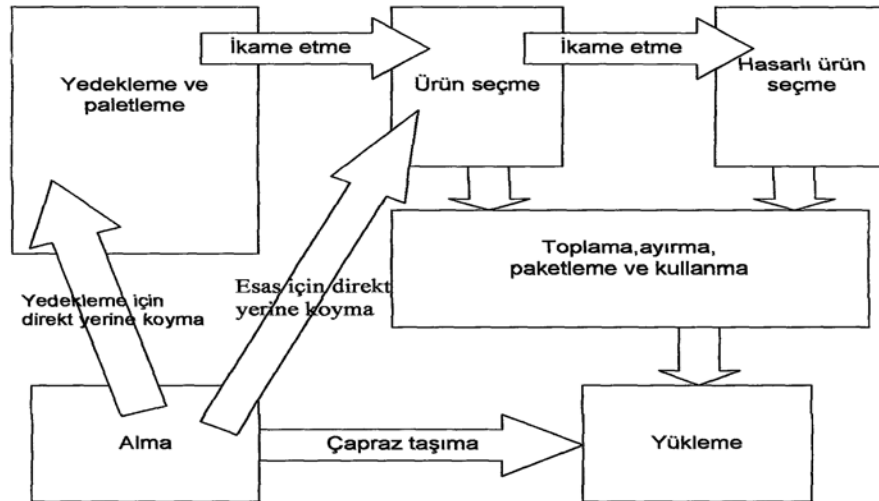 İkame etme
İkame etme
Yedekleme ve
paletleme
Ürün seçme
Hasarlı ürün
seçme
Toplama,ayırma,
paketleme ve kullanma
Yedekleme için
direkt yerine koyma
Esas için direkt
yerine koyma
Alma
Çapraz taşıma
Yükleme